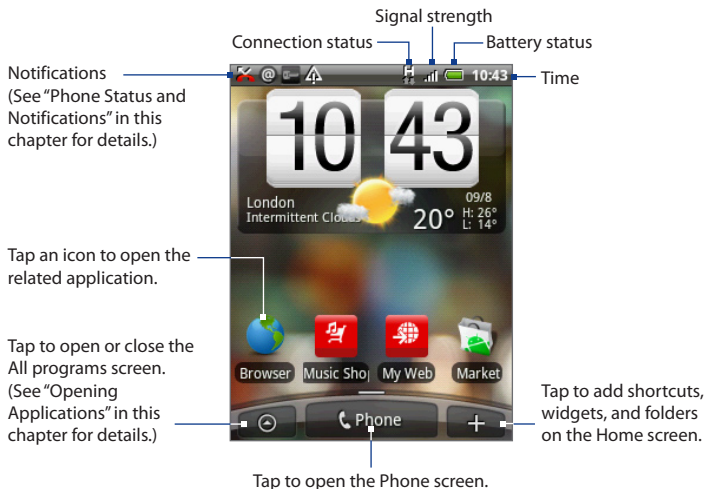 Signal strength
Connection status
Battery status
Notifications
(See “Phone Status and
Notifications” in this
chapter for details.)
H
10:43
Time
10 43
London
Intermittent Clouds
20°
09/8
H: 26°
L: 14°
Tap an icon to open the
related application.
Browser
Music Shop
My Web
Market
Tap to open or close the
All programs screen.
(See “Opening
Applications” in this
chapter for details.)
Phone
Tap to add shortcuts,
widgets, and folders
on the Home screen.
Tap to open the Phone screen.